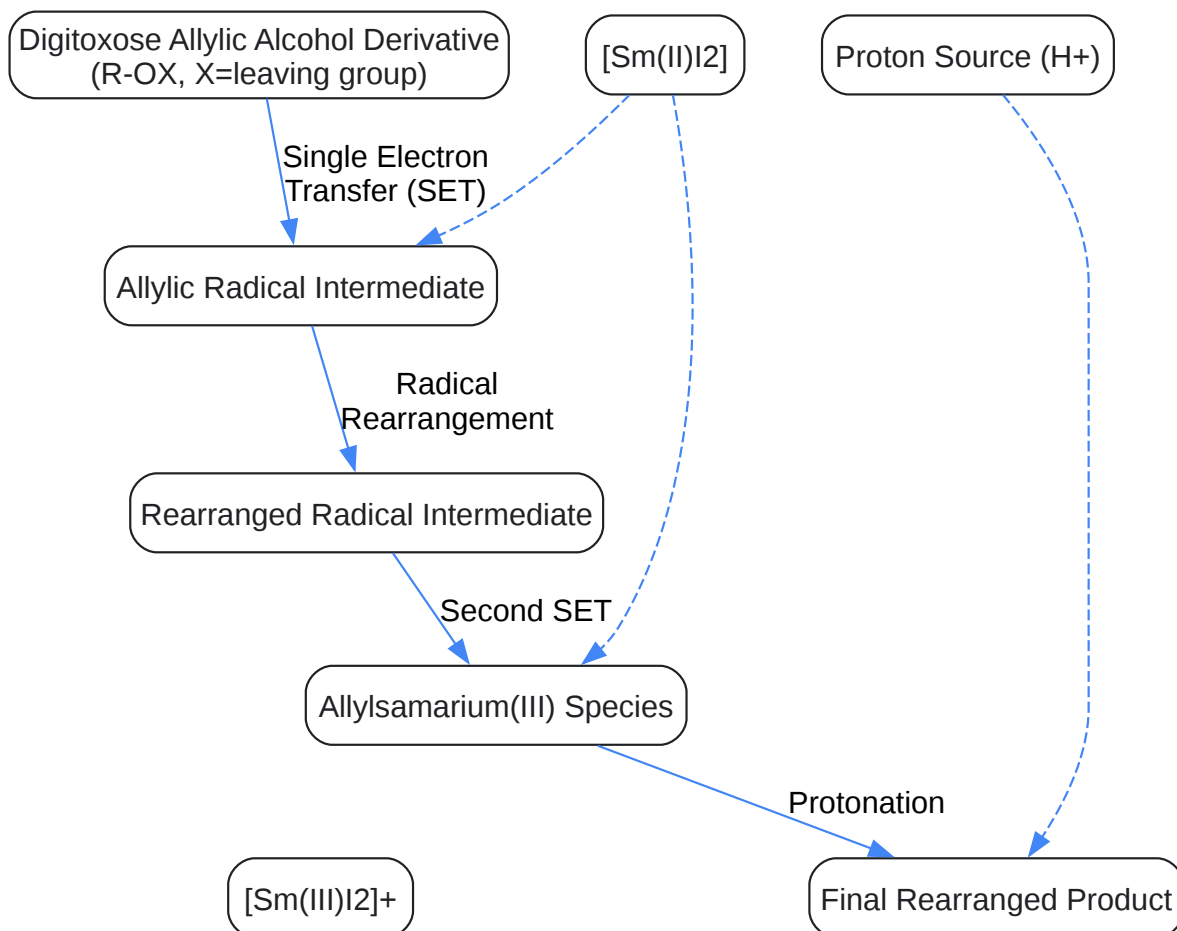 Digitoxose Allylic Alcohol Derivative
(R-OX, X=leaving group)
[Sm(II)I2]
Proton Source (H+)
Single Electron
Transfer (SET)
Allylic Radical Intermediate
Radical
Rearrangement
Rearranged Radical Intermediate
Second SET
Allylsamarium(III) Species
Protonation
[Sm(III)I2]+
Final Rearranged Product